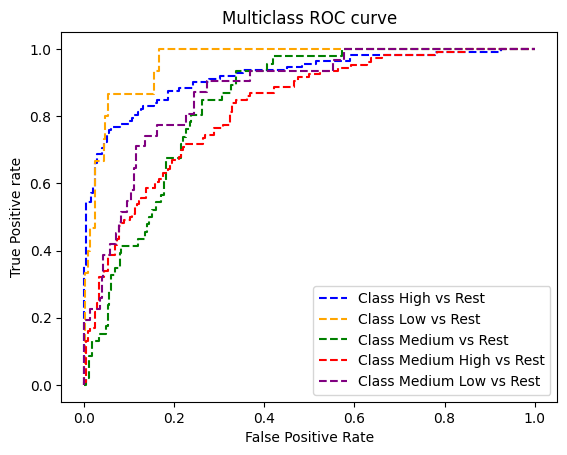 Multiclass ROC curve
True Positive rate
1.0
0.8
0.6
0.4
0.2
0.0
Class High vs Rest
Class Low vs Rest
Class Medium vs Rest
Class Medium High vs Rest
Class Medium Low vs Rest
0.0 0.2 0.4 0.6 0.8 1.0
False Positive Rate